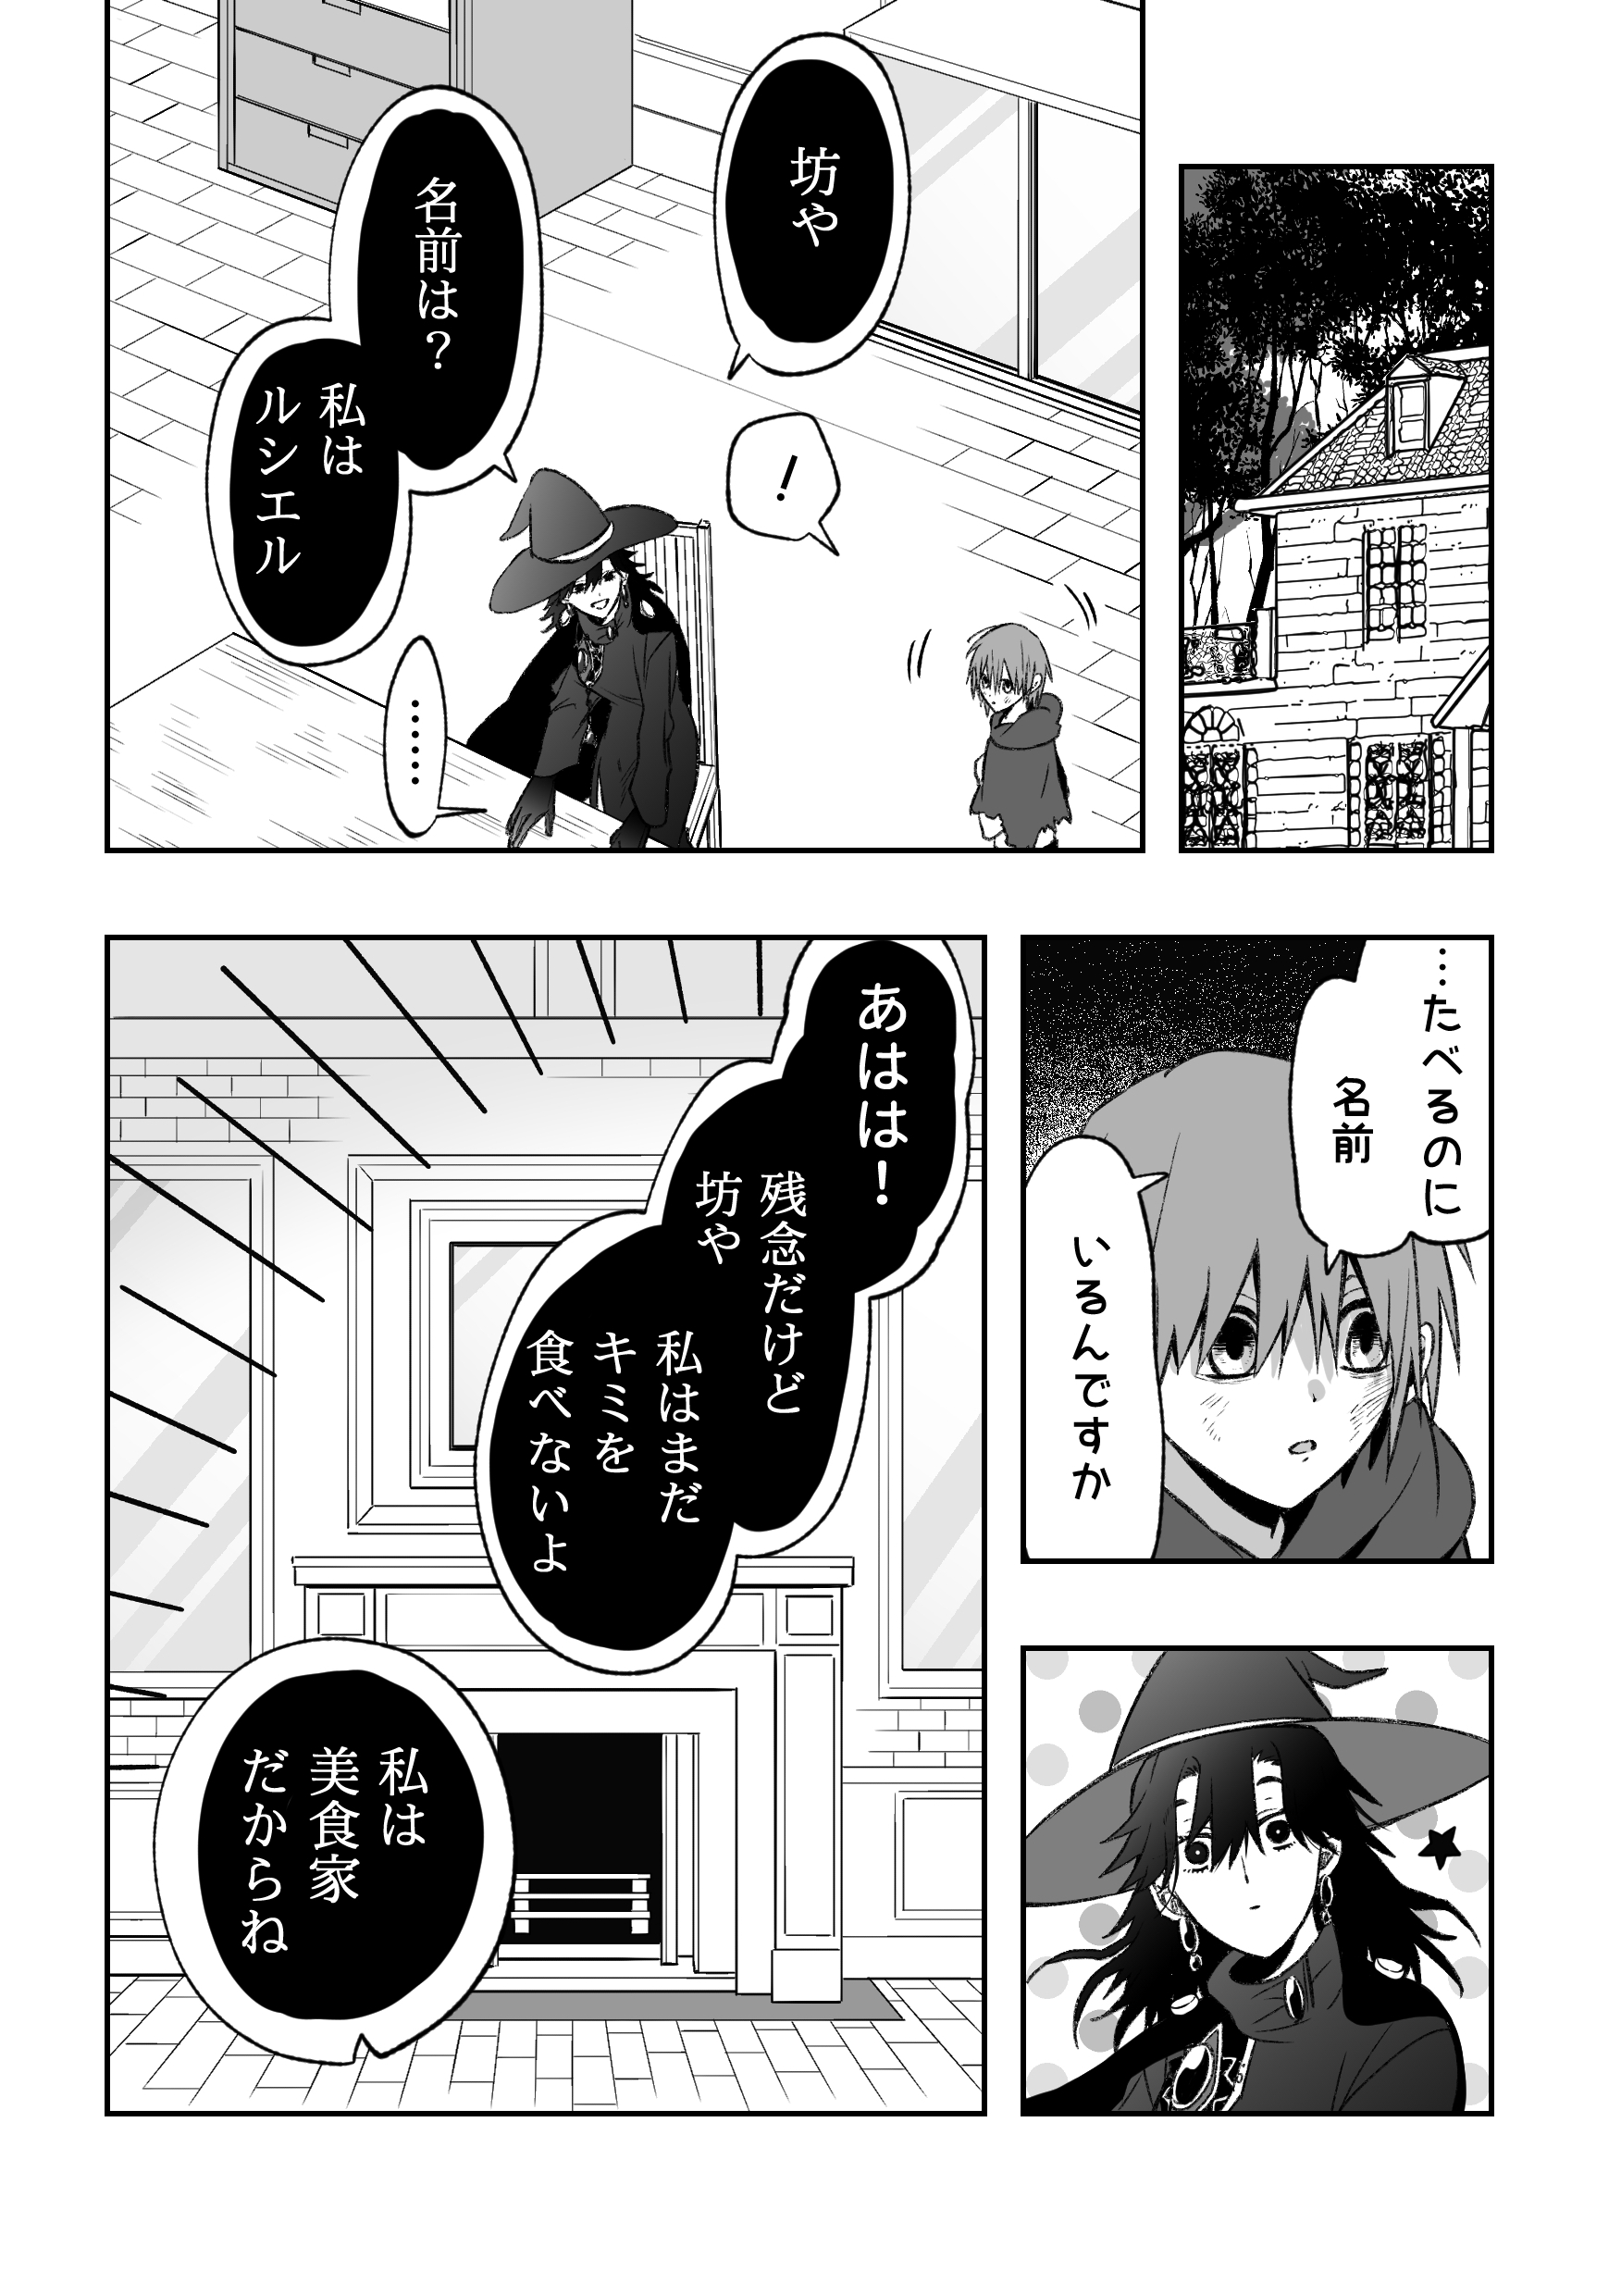 坊や
！
名前は？
私は
ルシエル
………
…たべるのに
名前
いるんですか
あはは！
残念だけど
坊や
私はまだ
キミを
食べないよ
私は
美食家
だからね